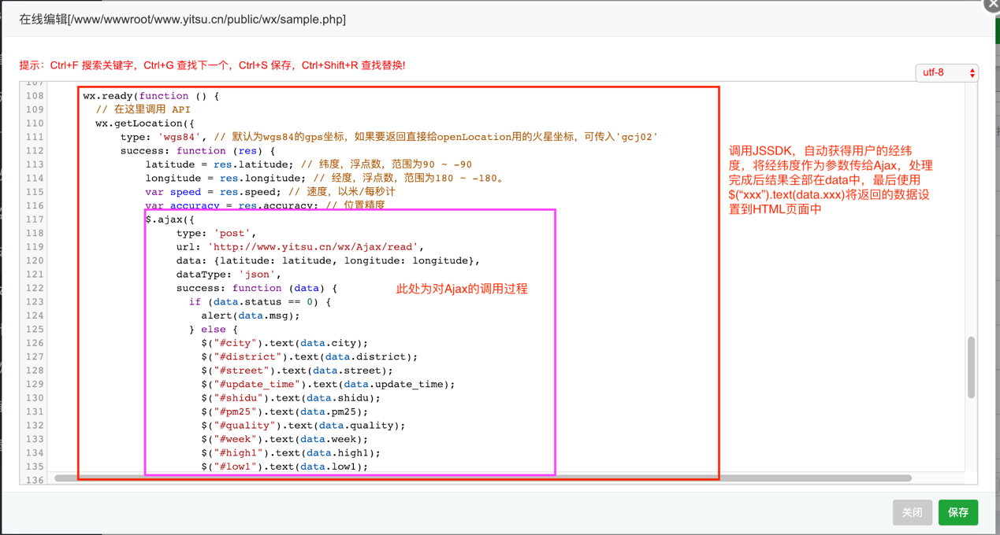 在线编辑[/www/wwwroot/www.yitsu.cn/public/wx/sample.php]
提示：Ctrl+F 搜索关键字，Ctrl+G 查找下一个，Ctrl+S 保存，Ctrl+Shift+R 查找替换!
utf-8
107
108 wx.ready(function () {
109 // 在这里调用 API
110 wx.getLocation({
111 type: 'wgs84', // 默认为wgs84的gps坐标，如果要返回直接给openLocation用的火星坐标，可传入'gcj02'
112 success: function (res) {
113 latitude = res.latitude; // 纬度，浮点数，范围为90 ~ -90
114 longitude = res.longitude; // 经度，浮点数，范围为180 ~ -180。
115 var speed = res.speed; // 速度，以米/每秒计
116 var accuracy = res.accuracy; // 位置精度
117 $.ajax({
118 type: 'post',
119 url: 'http://www.yitsu.cn/wx/Ajax/read',
120 data: {latitude: latitude, longitude: longitude},
121 dataType: 'json',
122 success: function (data) {
123 if (data.status == 0) {
124 alert(data.msg);
125 } else {
126 $("#city").text(data.city);
127 $("#district").text(data.district);
128 $("#street").text(data.street);
129 $("#update_time").text(data.update_time);
130 $("#shidu").text(data.shidu);
131 $("#pm25").text(data.pm25);
132 $("#quality").text(data.quality);
133 $("#week").text(data.week);
134 $("#high1").text(data.high1);
135 $("#low1").text(data.low1);
136
此处为对Ajax的调用过程
调用JSSDK，自动获得用户的经纬
度，将经纬度作为参数传给Ajax，处理
完成后结果全部在data中，最后使用
$(“xxx”).text(data.xxx)将返回的数据设
置到HTML页面中
关闭
保存